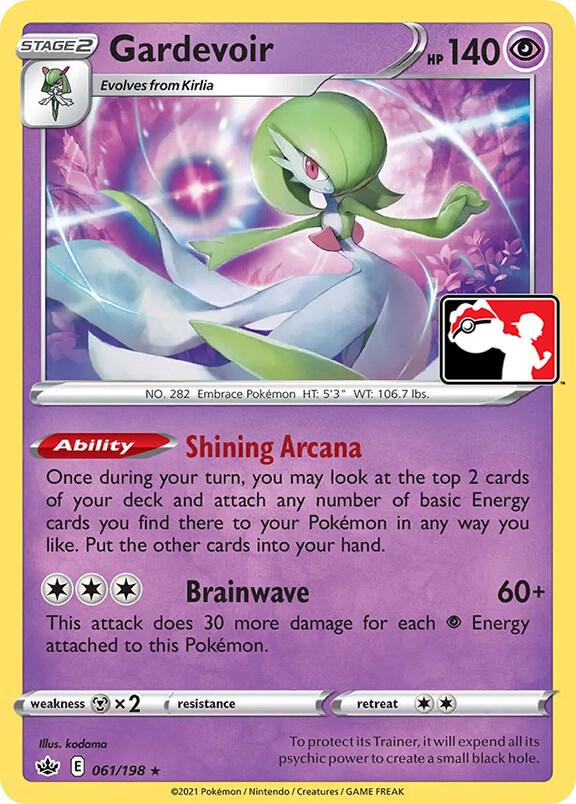 STAGE 2
Gardevoir
HP 140
Evolves from Kirlia
NO. 282 Embrace Pokémon HT: 5'3" WT: 106.7 lbs.
TM
Ability Shining Arcana
Once during your turn, you may look at the top 2 cards
of your deck and attach any number of basic Energy
cards you find there to your Pokémon in any way you
like. Put the other cards into your hand.
Brainwave 60+
This attack does 30 more damage for each Energy
attached to this Pokémon.
weakness ×2 resistance retreat
Illus. kodama
E 061/198 ★
To protect its Trainer, it will expend all its
psychic power to create a small black hole.
©2021 Pokémon / Nintendo / Creatures / GAME FREAK